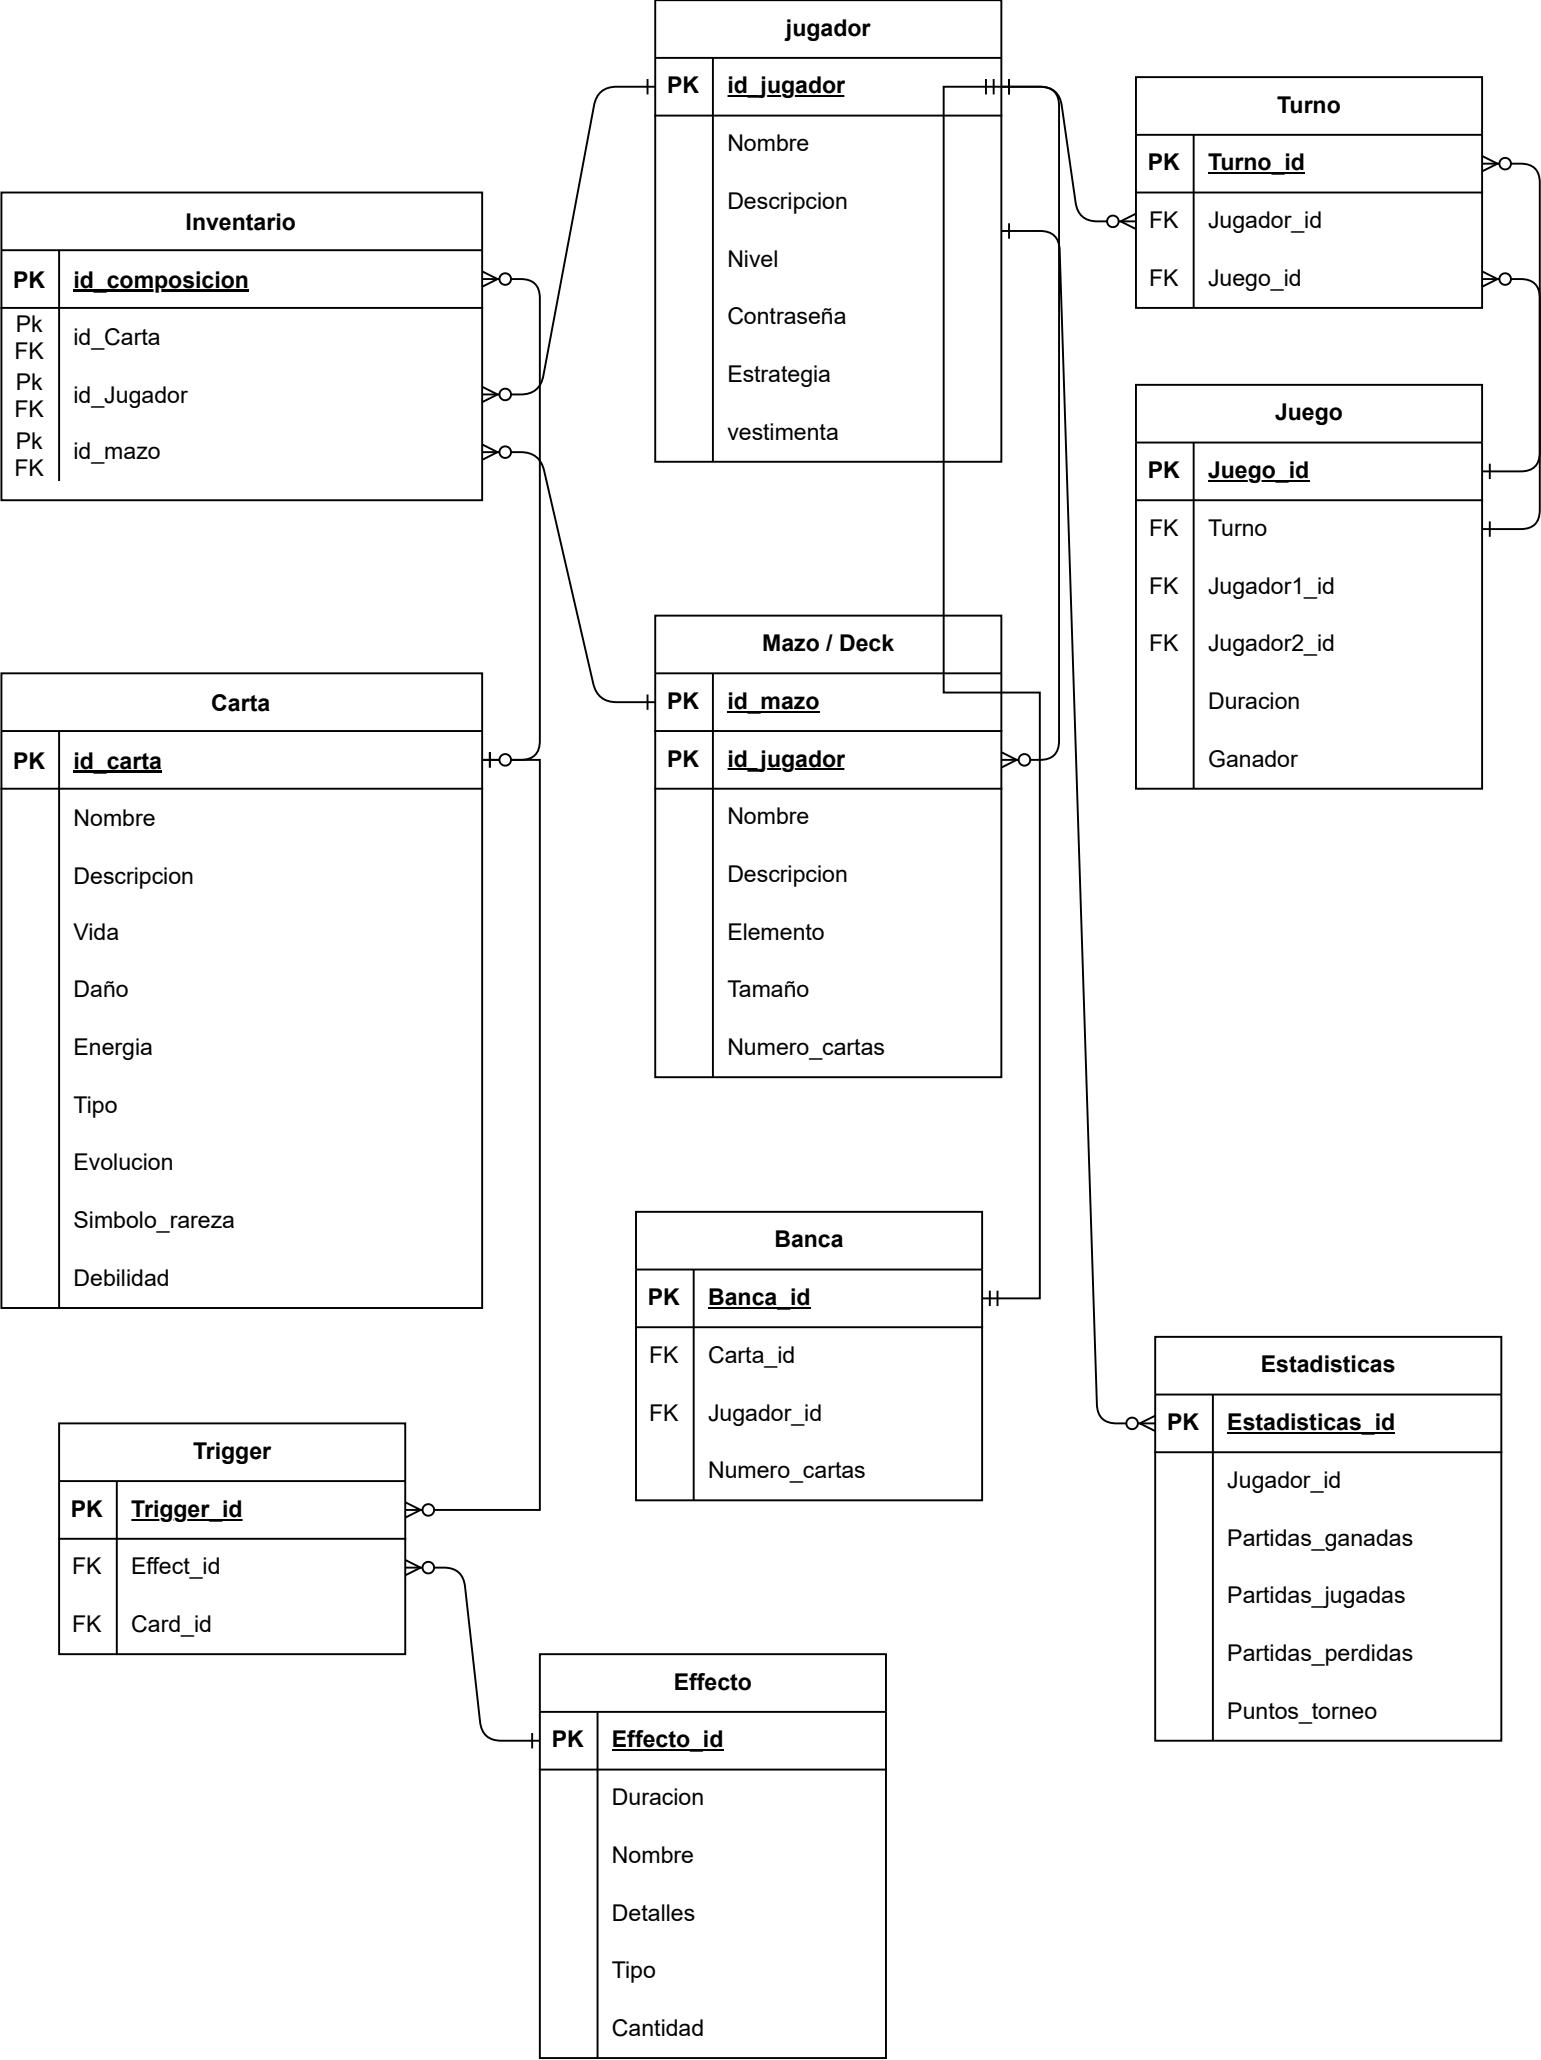 jugador
PK id_jugador
Nombre
Descripcion
Nivel
Contraseña
Estrategia
vestimenta
Turno
PK Turno_id
FK Jugador_id
FK Juego_id
Inventario
PK id_composicion
Pk
FK id_Carta
Pk
FK id_Jugador
Pk
FK id_mazo
Juego
PK Juego_id
FK Turno
FK Jugador1_id
FK Jugador2_id
Duracion
Ganador
Mazo / Deck
PK id_mazo
PK id_jugador
Nombre
Descripcion
Elemento
Tamaño
Numero_cartas
Carta
PK id_carta
Nombre
Descripcion
Vida
Daño
Energia
Tipo
Evolucion
Simbolo_rareza
Debilidad
Banca
PK Banca_id
FK Carta_id
FK Jugador_id
Numero_cartas
Estadisticas
PK Estadisticas_id
Jugador_id
Partidas_ganadas
Partidas_jugadas
Partidas_perdidas
Puntos_torneo
Trigger
PK Trigger_id
FK Effect_id
FK Card_id
Effecto
PK Effecto_id
Duracion
Nombre
Detalles
Tipo
Cantidad